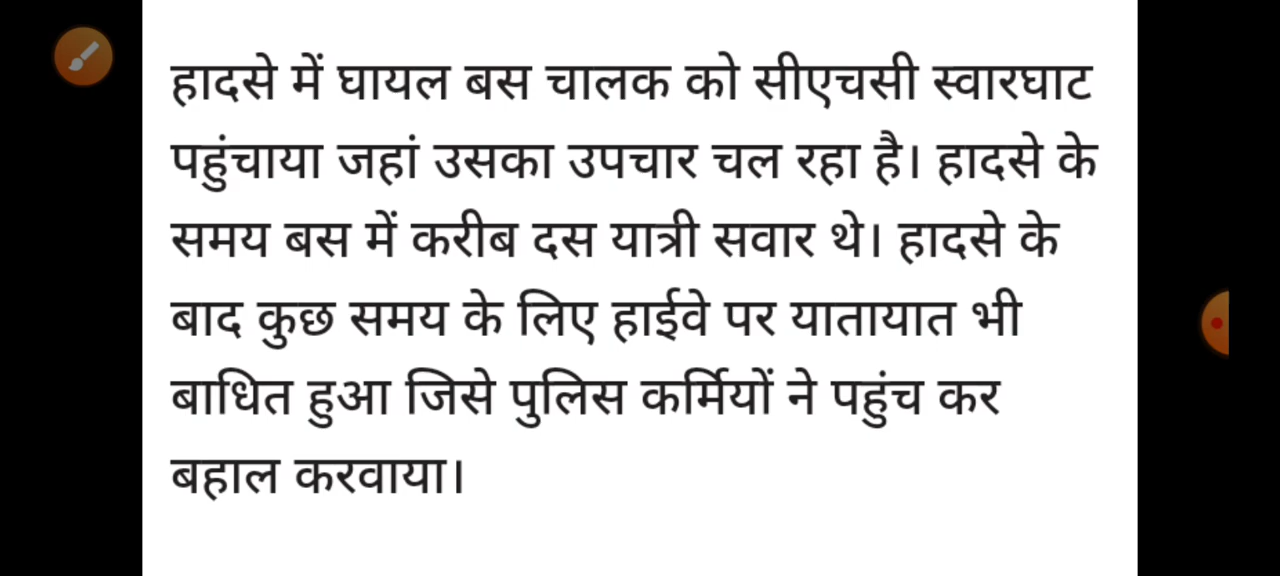 हादसे में घायल बस चालक को सीएचसी स्वारघाट
पहुंचाया जहां उसका उपचार चल रहा है। हादसे के
समय बस में करीब दस यात्री सवार थे। हादसे के
बाद कुछ समय के लिए हाईवे पर यातायात भी
बाधित हुआ जिसे पुलिस कर्मियों ने पहुंच कर
बहाल करवाया।